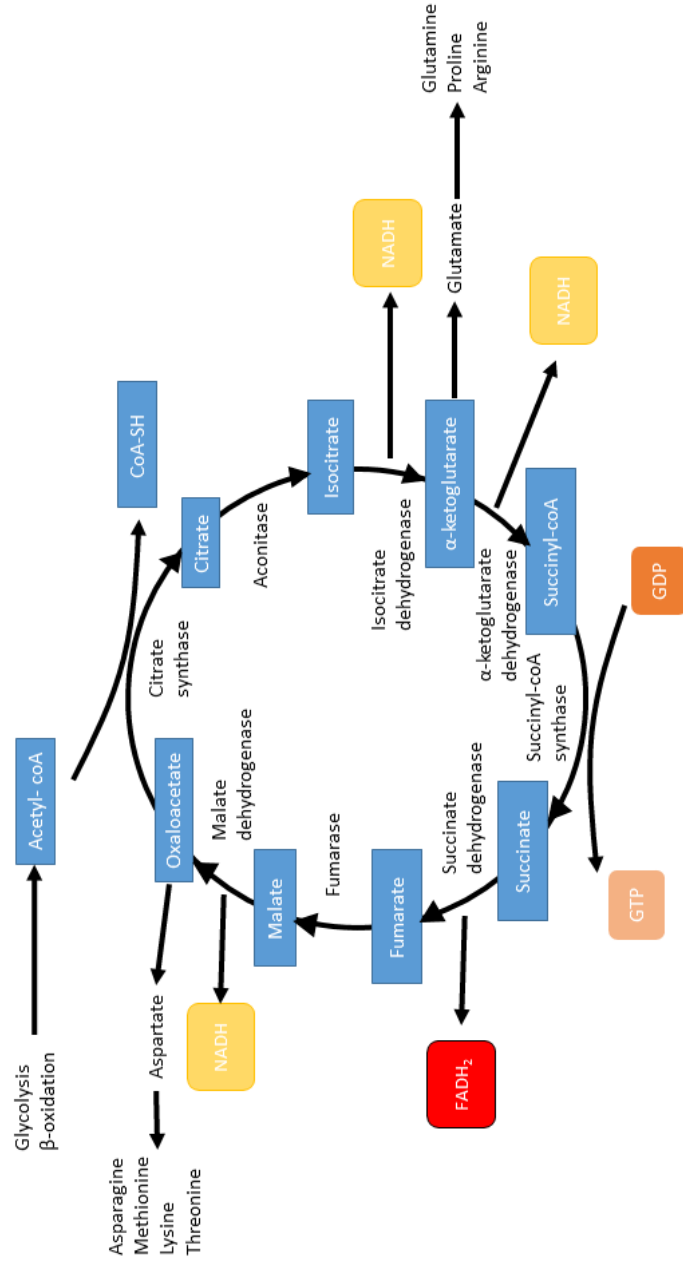 Glycolysis
β-oxidation
Acetyl- coA
CoA-SH
Asparagine
Methionine
Lysine
Threonine
Aspartate
Oxaloacetate
Citrate
synthase
Citrate
NADH
Malate
dehydrogenase
Aconitase
Malate
Fumarase
Isocitrate
NADH
Fumarate
Isocitrate
dehydrogenase
α-ketoglutarate
Glutamate
Glutamine
Proline
Arginine
FADH₂
Succinate
dehydrogenase
α-ketoglutarate
dehydrogenase
NADH
Succinate
Succinyl-coA
synthase
Succinyl-coA
GTP
GDP